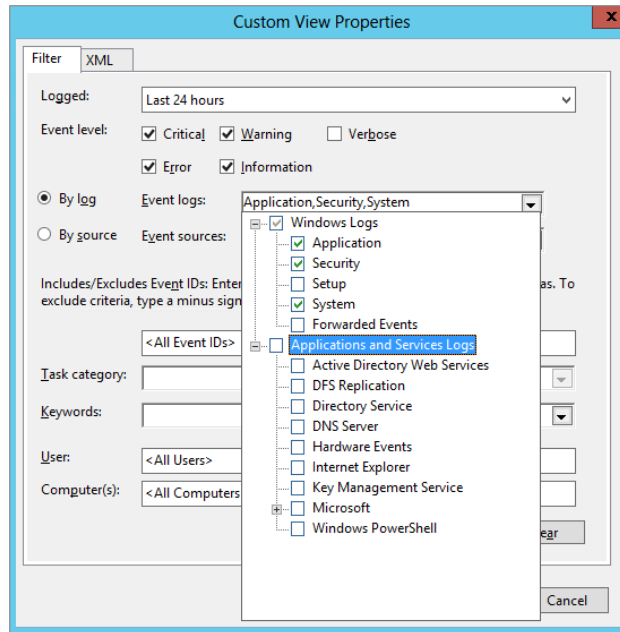 Custom View Properties
x
Filter XML
Logged: Last 24 hours
Event level: Critical Warning Verbose
Error Information
By log Event logs: Application,Security,System
Windows Logs
By source Event sources:
Application
Security
Includes/Excludes Event IDs: Enter as. To
Setup
exclude criteria, type a minus sign
System
Forwarded Events
<All Event IDs>
Applications and Services Logs
Active Directory Web Services
Task category:
DFS Replication
Directory Service
Keywords:
DNS Server
Hardware Events
User: <All Users>
Internet Explorer
Key Management Service
Computer(s): <All Computers
Microsoft
Windows PowerShell
ear
Cancel